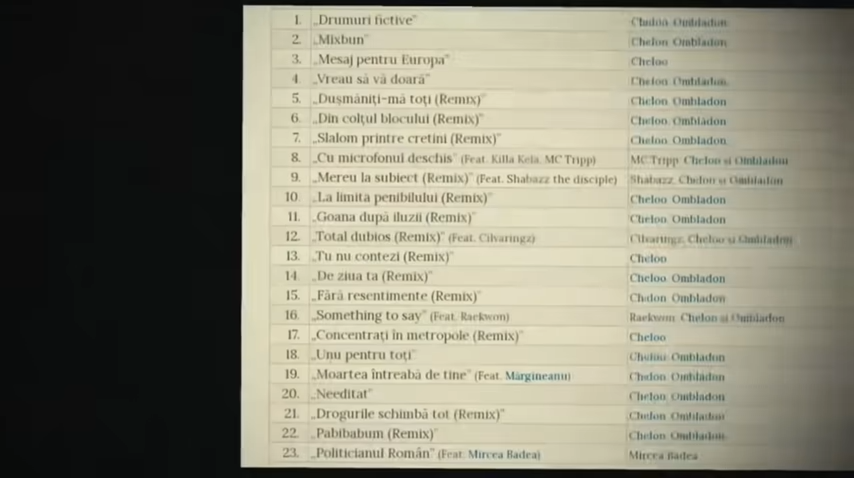 1. „Drumuri fictive” Cheloo Ombladon
2. „Mixbun” Cheloo Ombladon
3. „Mesaj pentru Europa” Cheloo
4. „Vreau să vă doară” Cheloo Ombladon
5. „Dușmăniți-mă toți (Remix)” Cheloo Ombladon
6. „Din colțul blocului (Remix)” Cheloo, Ombladon
7. „Slalom printre cretini (Remix)” Cheloo Ombladon
8. „Cu microfonul deschis” (Feat. Killa Kela, MC Tripp) MC Tripp, Cheloo si Ombladon
9. „Mereu la subiect (Remix)” (Feat. Shabazz the disciple) Shabazz, Cheloo si Ombladon
10. „La limita penibilului (Remix)” Cheloo Ombladon
11. „Goana după iluzii (Remix)” Cheloo Ombladon
12. „Total dubios (Remix)” (Feat. Cilvaringz) Cilvaringz, Cheloo si Ombladon
13. „Tu nu contezi (Remix)” Cheloo
14. „De ziua ta (Remix)” Cheloo Ombladon
15. „Fără resentimente (Remix)” Cheloo Ombladon
16. „Something to say” (Feat. Raekwon) Raekwon, Cheloo si Ombladon
17. „Concentrați în metropole (Remix)” Cheloo
18. „Unu pentru toți” Cheloo Ombladon
19. „Moartea întreabă de tine” (Feat. Mărgineanu) Cheloo Ombladon
20. „Needitat” Cheloo Ombladon
21. „Drogurile schimbă tot (Remix)” Cheloo Ombladon
22. „Pabibabum (Remix)” Cheloo Ombladon
23. „Politicianul Român” (Feat. Mircea Badea) Mircea Badea